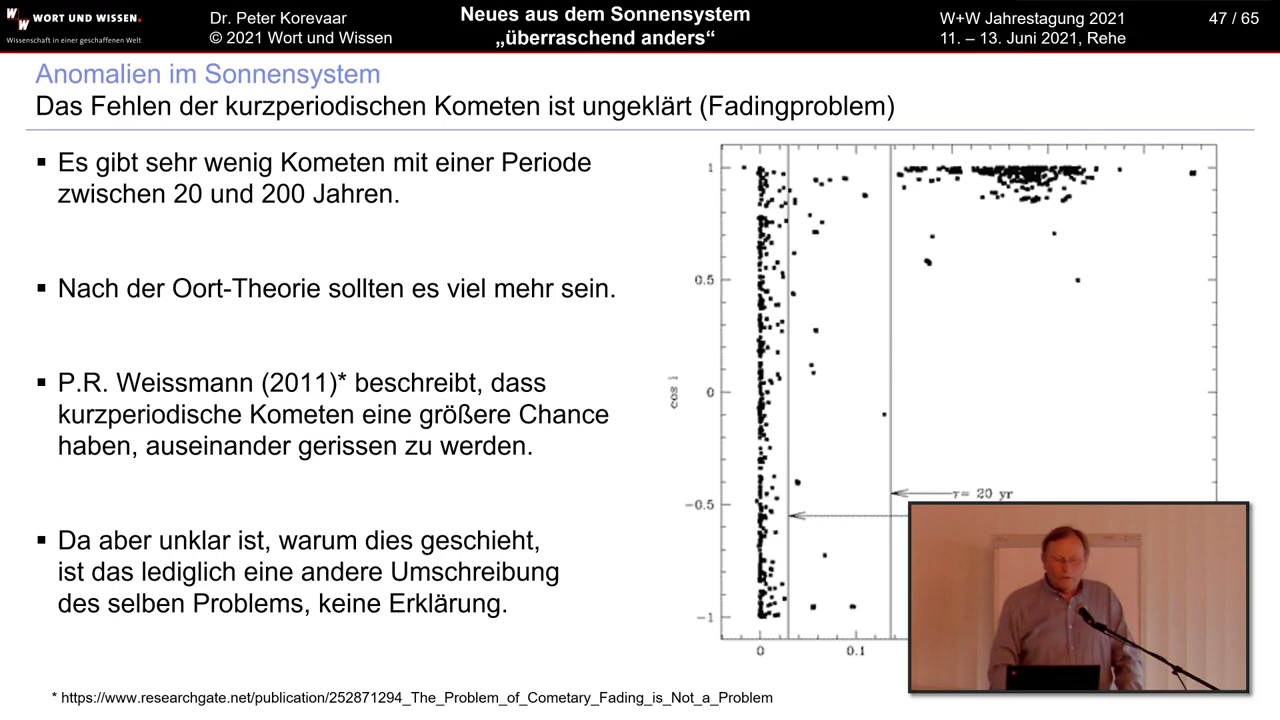 WORT UND WISSEN.
Wissenschaft in einer geschaffenen Welt
Dr. Peter Korevaar
© 2021 Wort und Wissen
Neues aus dem Sonnensystem
„überraschend anders“
W+W Jahrestagung 2021
11. – 13. Juni 2021, Rehe
47 / 65
Anomalien im Sonnensystem
Das Fehlen der kurzperiodischen Kometen ist ungeklärt (Fadingproblem)
▪ Es gibt sehr wenig Kometen mit einer Periode
zwischen 20 und 200 Jahren.
▪ Nach der Oort-Theorie sollten es viel mehr sein.
▪ P.R. Weissmann (2011)* beschreibt, dass
kurzperiodische Kometen eine größere Chance
haben, auseinander gerissen zu werden.
▪ Da aber unklar ist, warum dies geschieht,
ist das lediglich eine andere Umschreibung
des selben Problems, keine Erklärung.
1
0.5
cos i
0
−0.5
−1
τ= 20 yr
0
0.1
* https://www.researchgate.net/publication/252871294_The_Problem_of_Cometary_Fading_is_Not_a_Problem